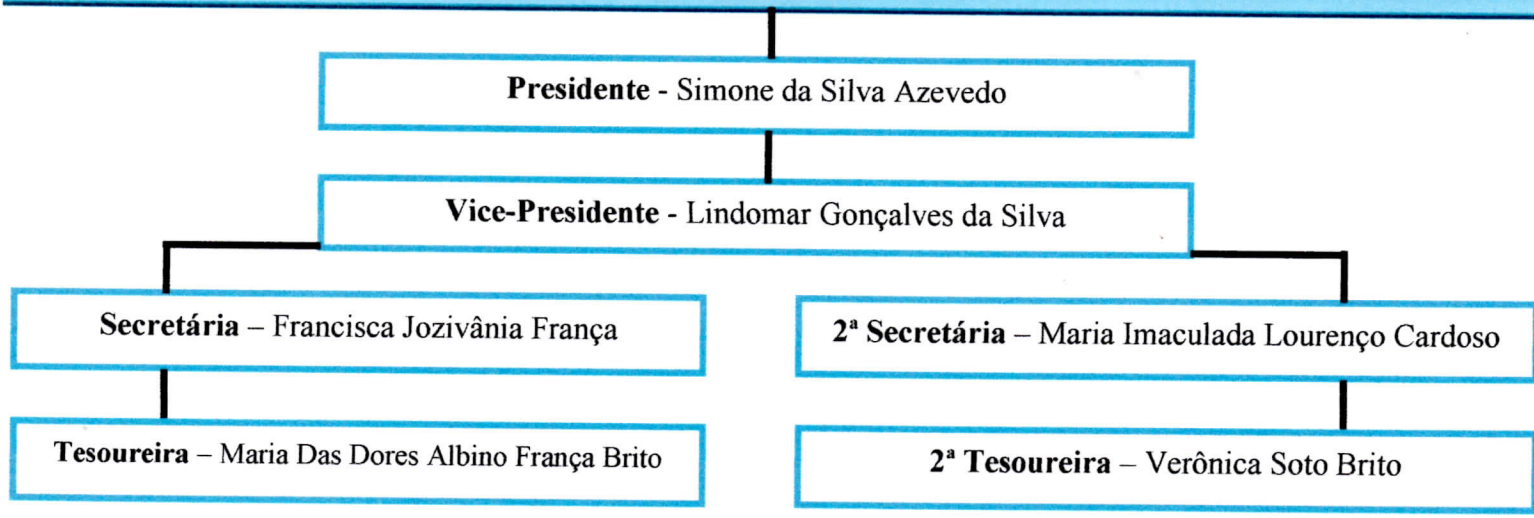 Presidente - Simone da Silva Azevedo
Vice-Presidente - Lindomar Gonçalves da Silva
Secretária – Francisca Jozivânia França
2ª Secretária – Maria Imaculada Lourenço Cardoso
Tesoureira – Maria Das Dores Albino França Brito
2ª Tesoureira – Verônica Soto Brito